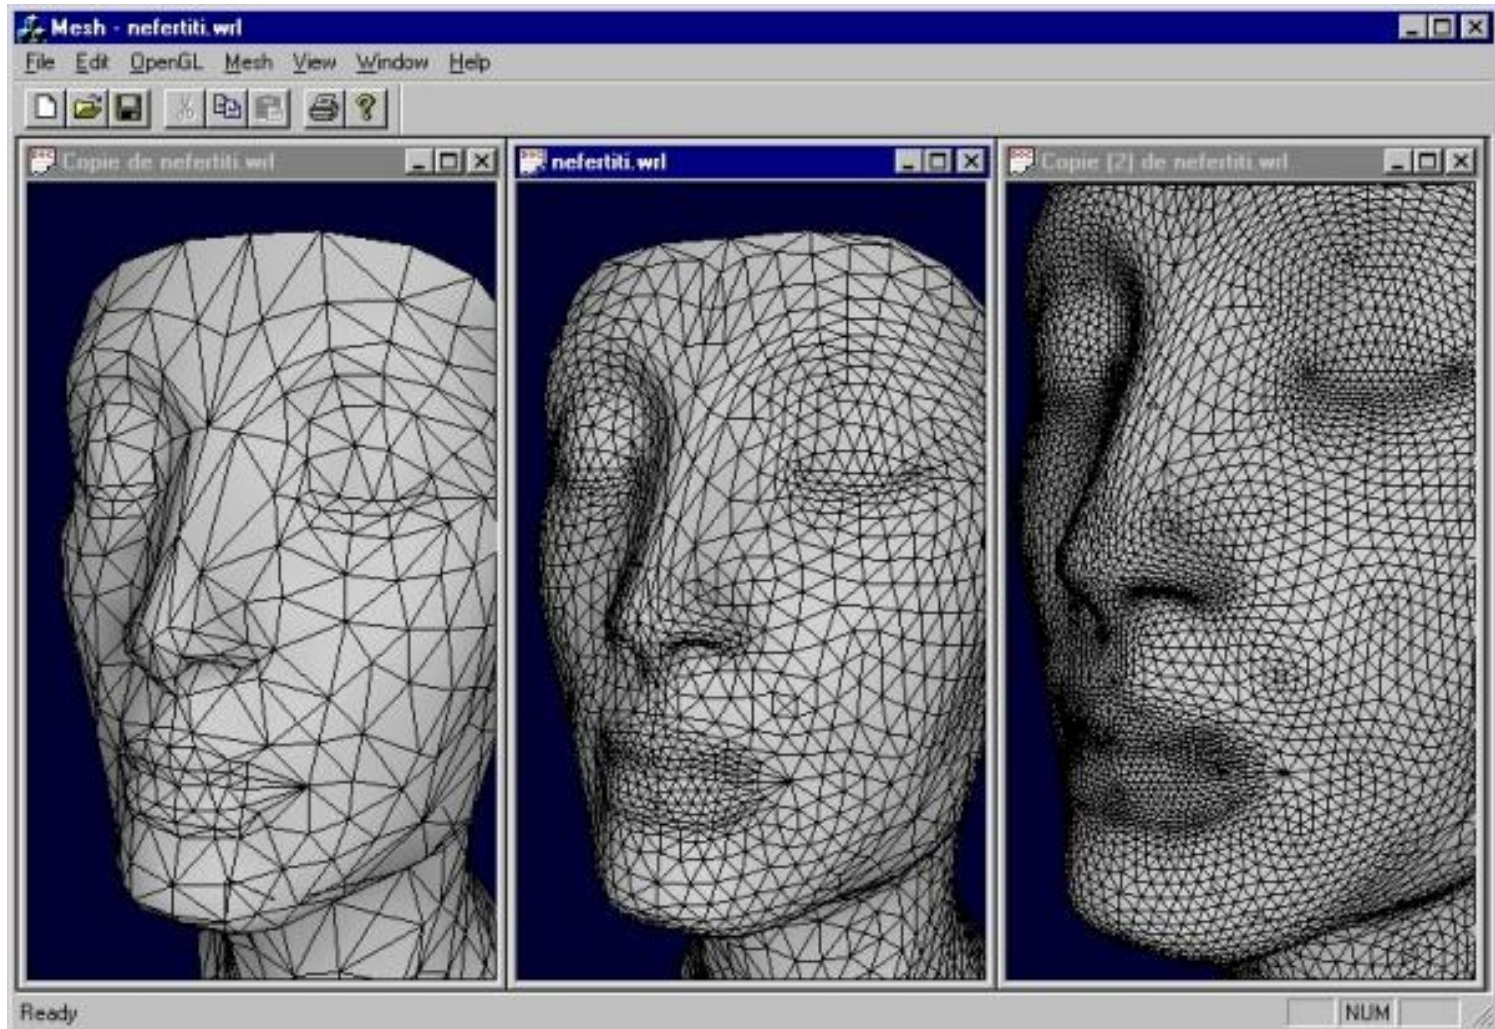 Mesh - nefertiti.wrl
File Edit OpenGL Mesh View Window Help
Copie de nefertiti.wrl
nefertiti.wrl
Copie (2) de nefertiti.wrl
Ready
NUM